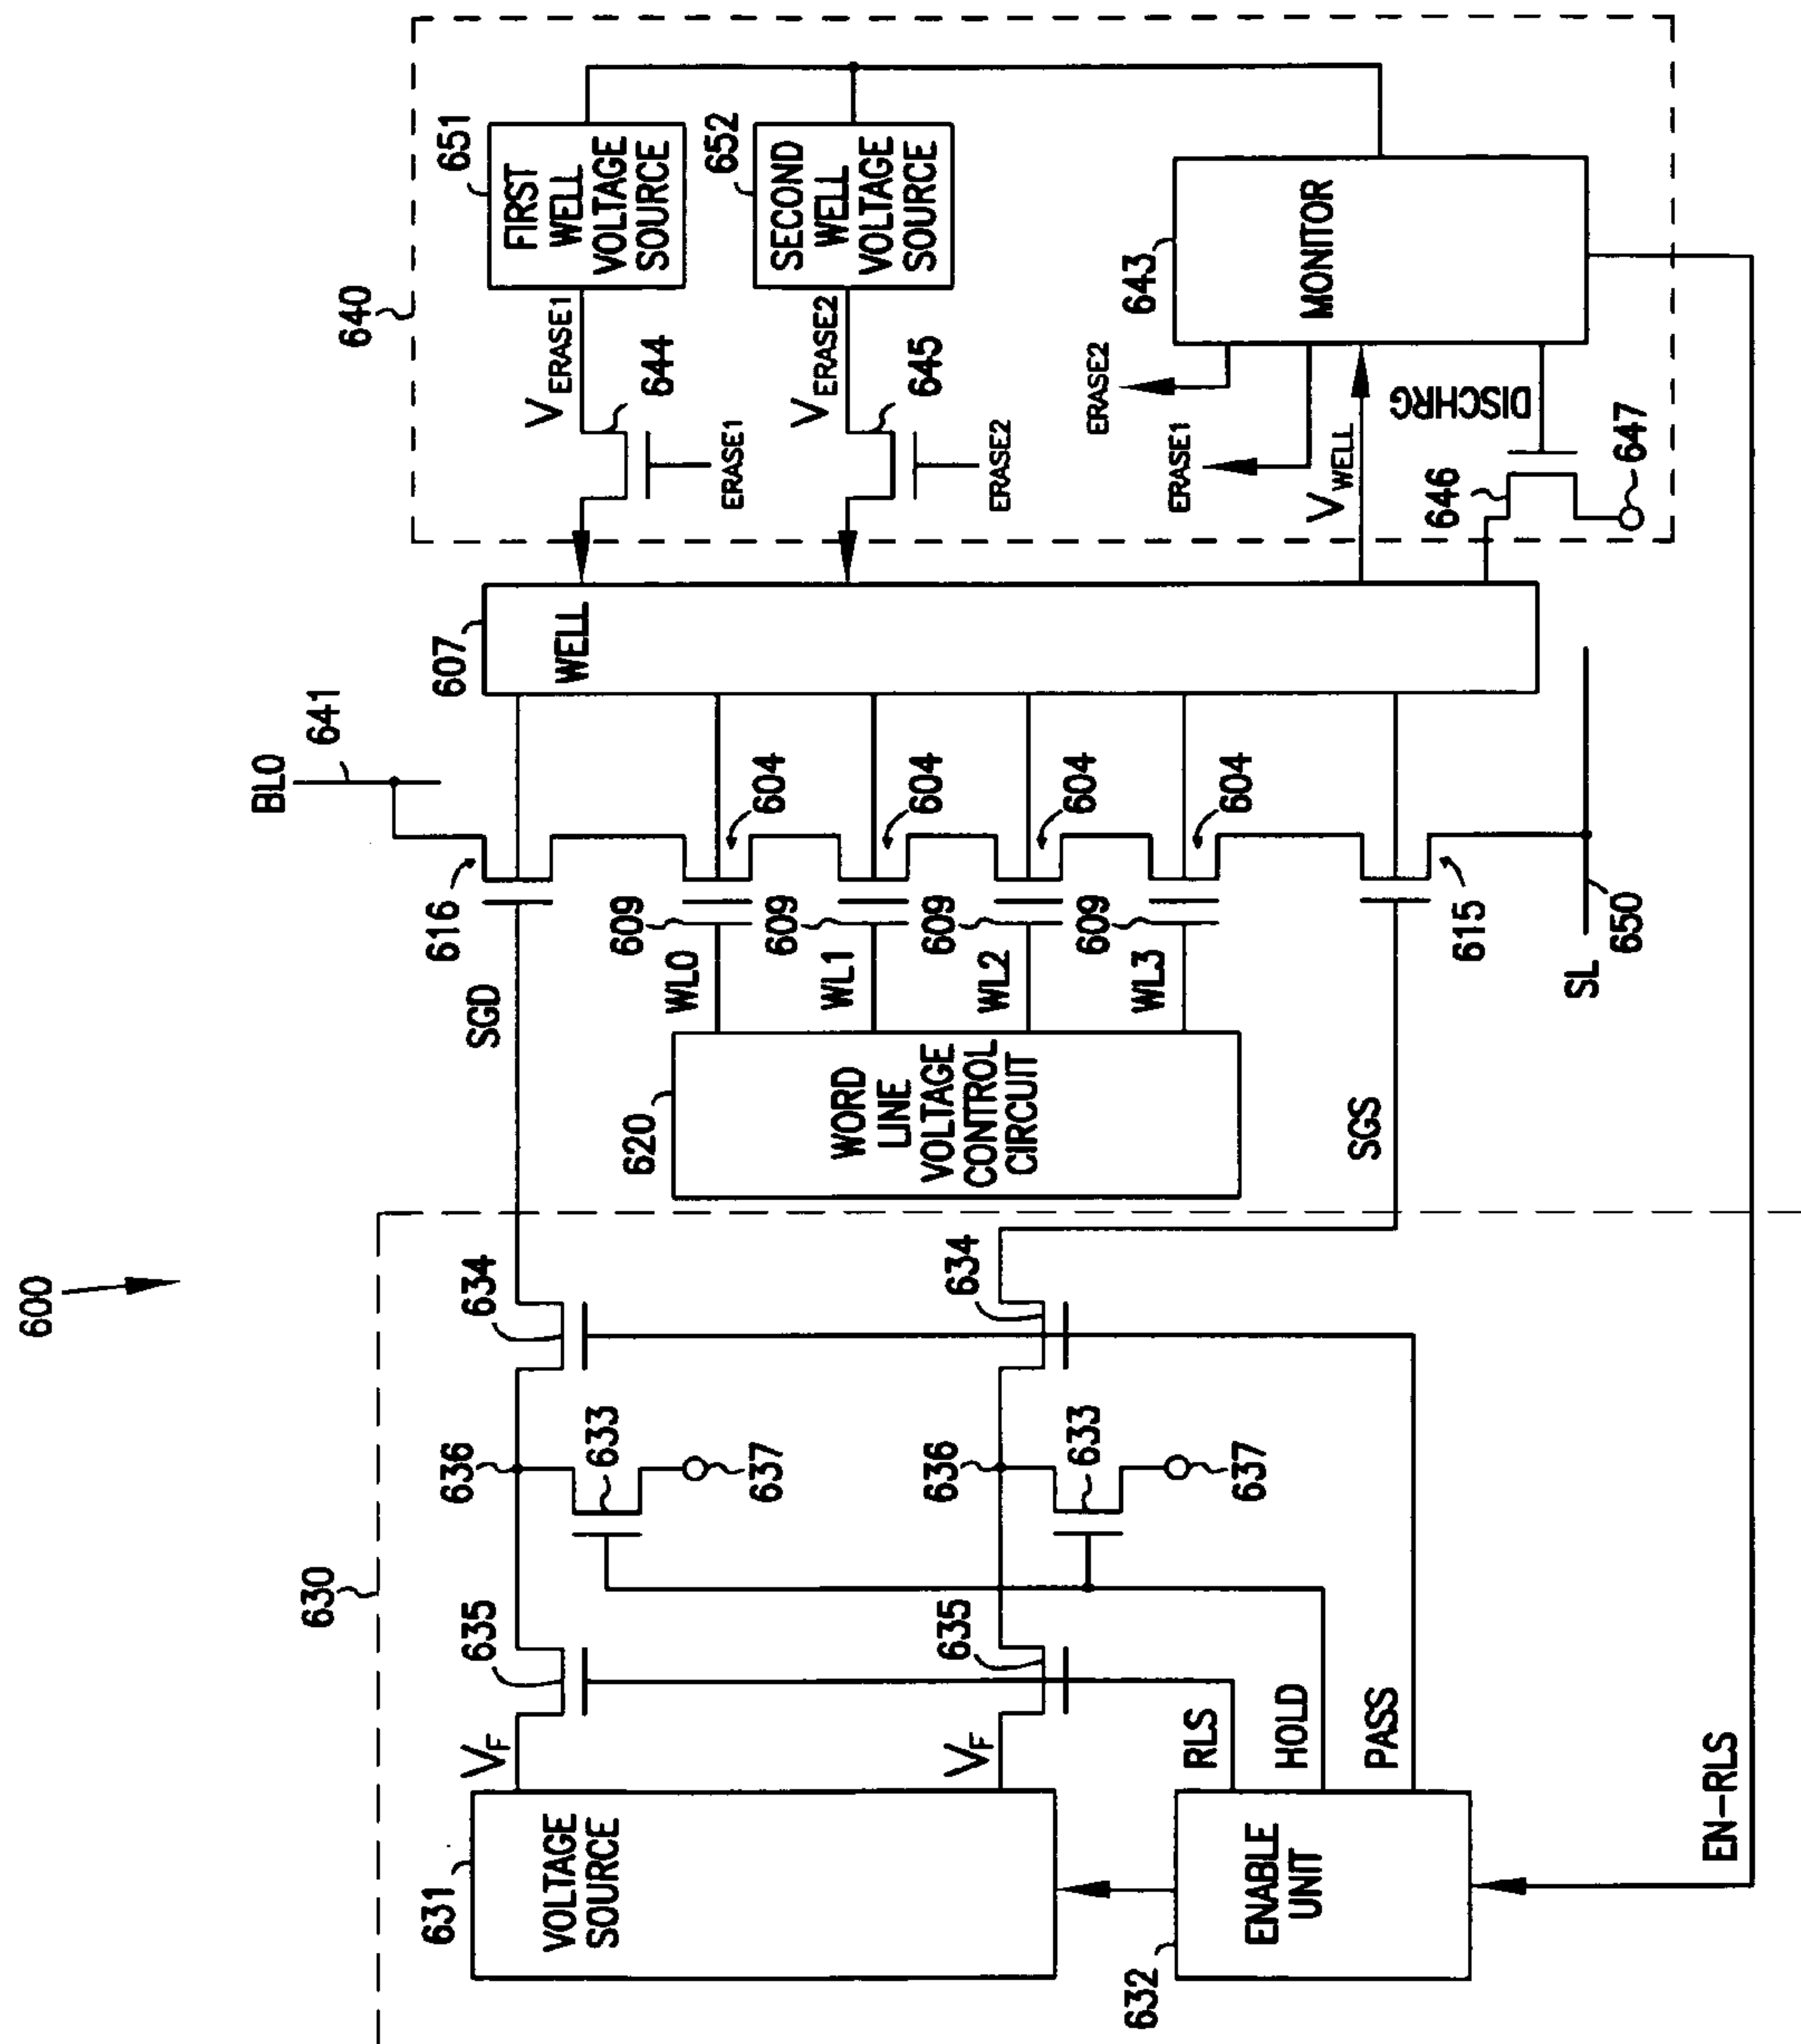 600
630
631
VOLTAGE
SOURCE
VF
VF
635
635
636
633
637
636
633
637
634
634
632
ENABLE
UNIT
RLS
HOLD
PASS
EN-RLS
SGD
SGS
620
WORD
LINE
VOLTAGE
CONTROL
CIRCUIT
WL0
WL1
WL2
WL3
609
609
609
609
616
604
604
604
604
615
BL0
641
SL
650
607
WELL
640
651
FIRST
WELL
VOLTAGE
SOURCE
VERASE1
644
ERASE1
652
SECOND
WELL
VOLTAGE
SOURCE
VERASE2
645
ERASE2
643
MONITOR
ERASE2
ERASE1
VWELL
DISCHRG
646
647